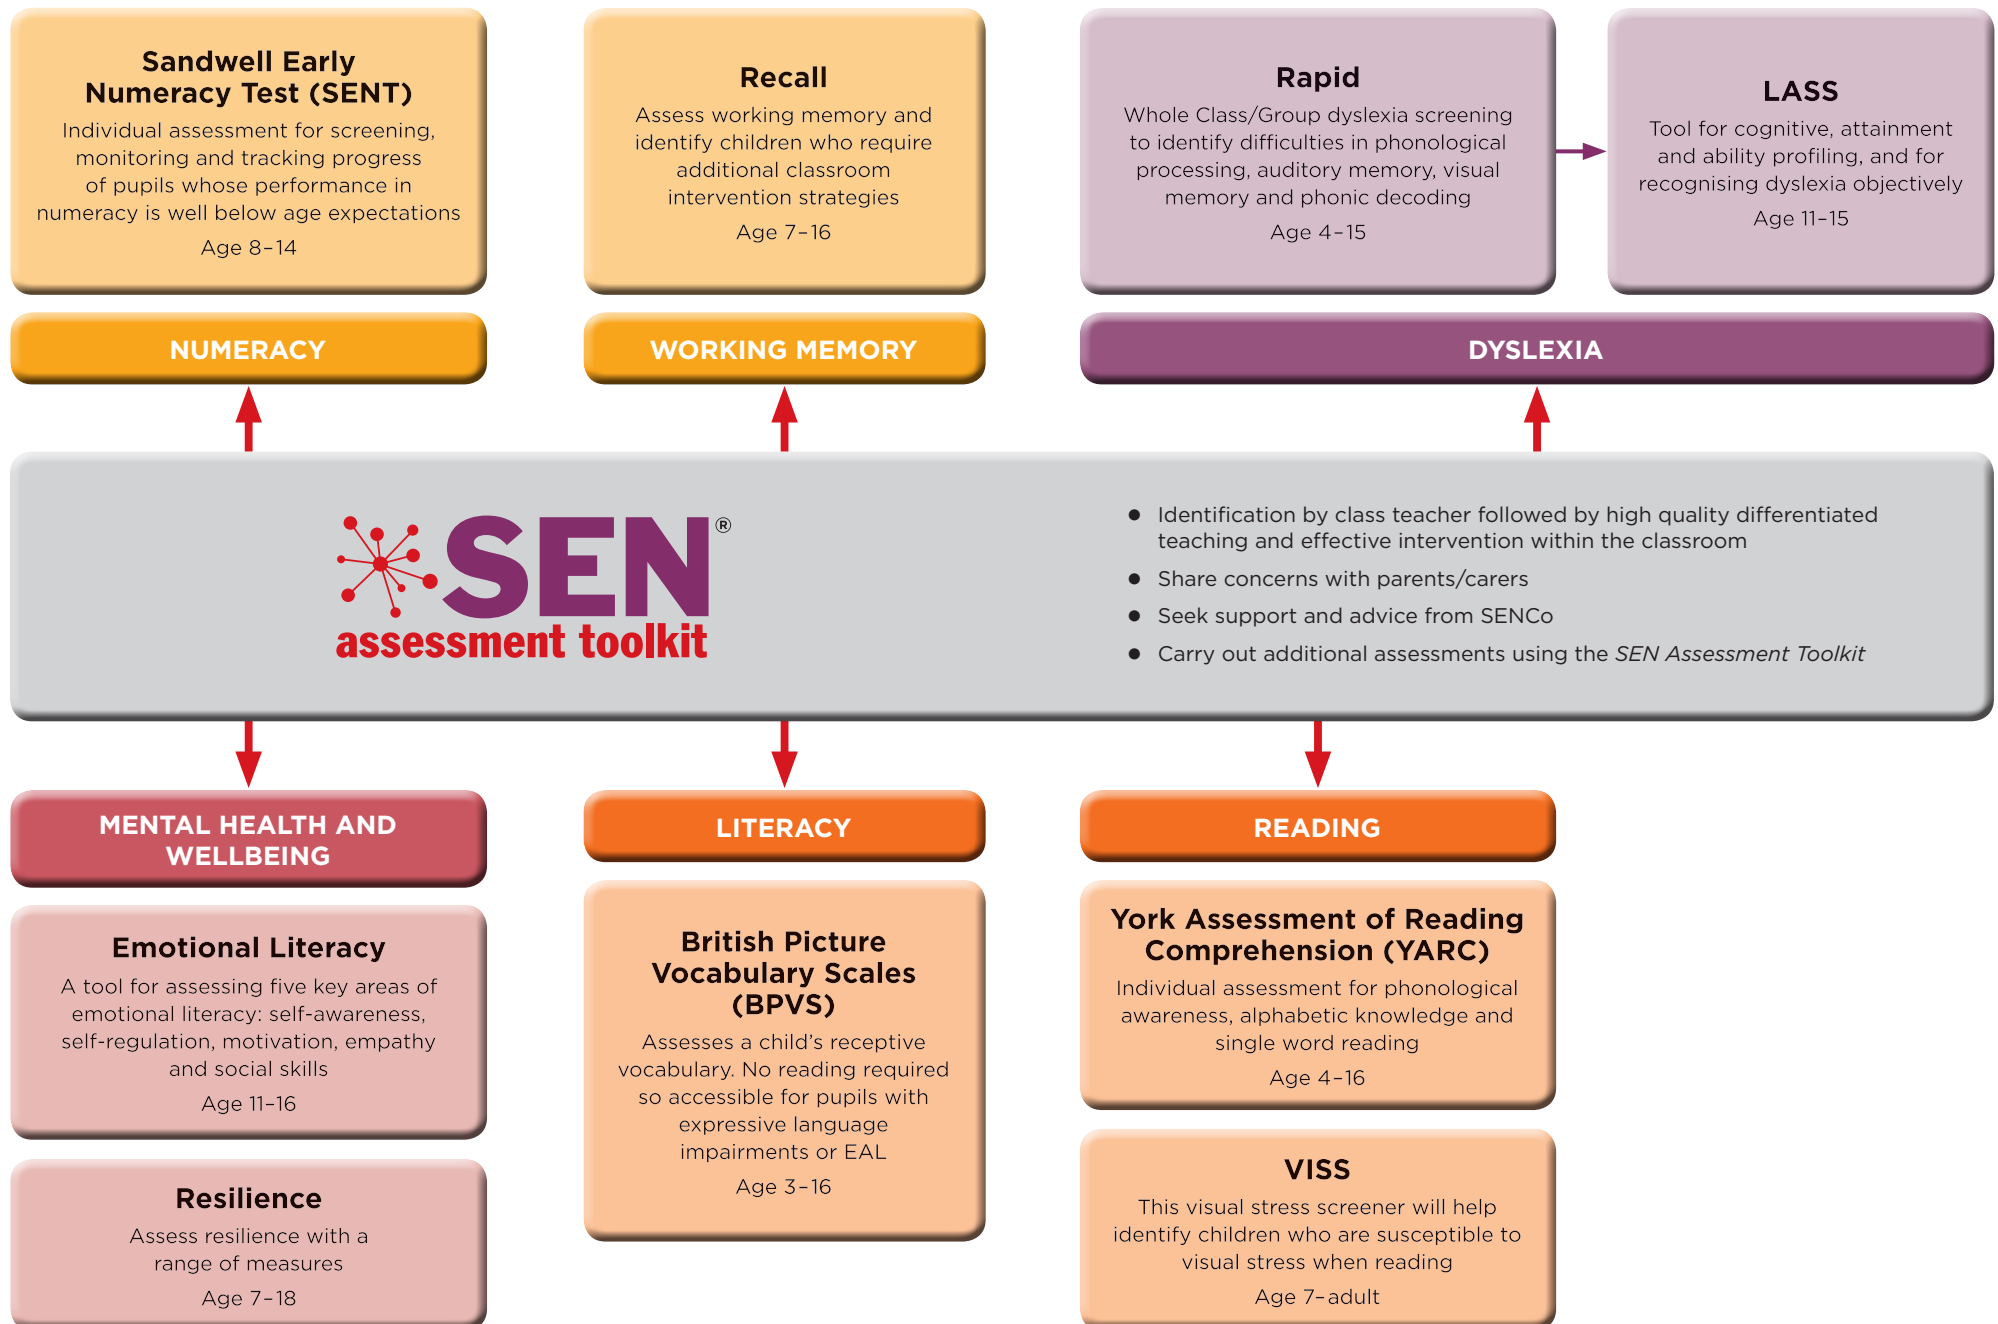 Sandwell Early
Numeracy Test (SENT)
Individual assessment for screening,
monitoring and tracking progress
of pupils whose performance in
numeracy is well below age expectations
Age 8–14
NUMERACY
Recall
Assess working memory and
identify children who require
additional classroom
intervention strategies
Age 7–16
WORKING MEMORY
Rapid
Whole Class/Group dyslexia screening
to identify difficulties in phonological
processing, auditory memory, visual
memory and phonic decoding
Age 4–15
LASS
Tool for cognitive, attainment
and ability profiling, and for
recognising dyslexia objectively
Age 11–15
DYSLEXIA
SEN®
assessment toolkit
● Identification by class teacher followed by high quality differentiated
teaching and effective intervention within the classroom
● Share concerns with parents/carers
● Seek support and advice from SENCo
● Carry out additional assessments using the SEN Assessment Toolkit
MENTAL HEALTH AND
WELLBEING
Emotional Literacy
A tool for assessing five key areas of
emotional literacy: self-awareness,
self-regulation, motivation, empathy
and social skills
Age 11–16
Resilience
Assess resilience with a
range of measures
Age 7–18
LITERACY
British Picture
Vocabulary Scales
(BPVS)
Assesses a child’s receptive
vocabulary. No reading required
so accessible for pupils with
expressive language
impairments or EAL
Age 3–16
READING
York Assessment of Reading
Comprehension (YARC)
Individual assessment for phonological
awareness, alphabetic knowledge and
single word reading
Age 4–16
VISS
This visual stress screener will help
identify children who are susceptible to
visual stress when reading
Age 7–adult